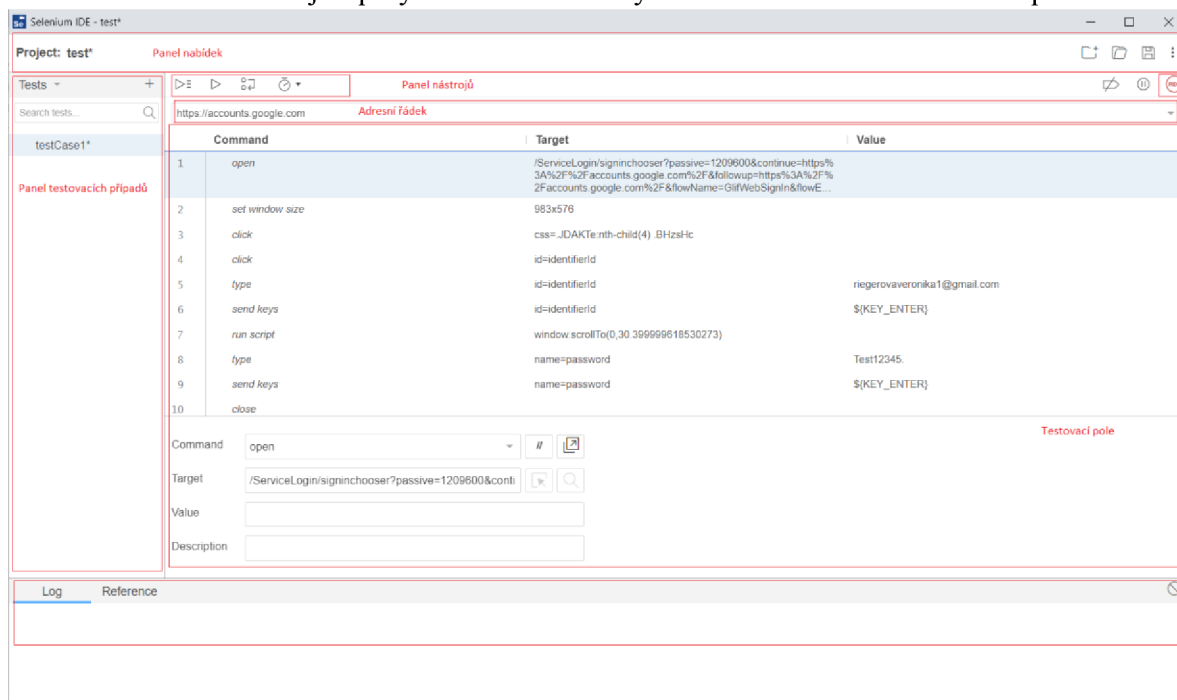 Selenium IDE - test*
Project: test*
Panel nabídek
Tests
Panel nástrojů
Search tests...
https://accounts.google.com
Adresní řádek
testCase1*
Command Target Value
1 open /ServiceLogin/signinchooser?passive=1209600&continue=https%
3A%2F%2Faccounts.google.com%2F&followup=https%3A%2F%
2Faccounts.google.com%2F&flowName=GlifWebSignIn&flowE...
Panel testovacích případů
2 set window size 983x576
3 click css=.JDAKTe:nth-child(4) .BHzsHc
4 click id=identifierId
5 type id=identifierId riegerovaveronika1@gmail.com
6 send keys id=identifierId ${KEY_ENTER}
7 run script window.scrollTo(0,30.399999618530273)
8 type name=password Test12345.
9 send keys name=password ${KEY_ENTER}
10 close
Testovací pole
Command open //
Target /ServiceLogin/signinchooser?passive=1209600&conti
Value
Description
Log Reference